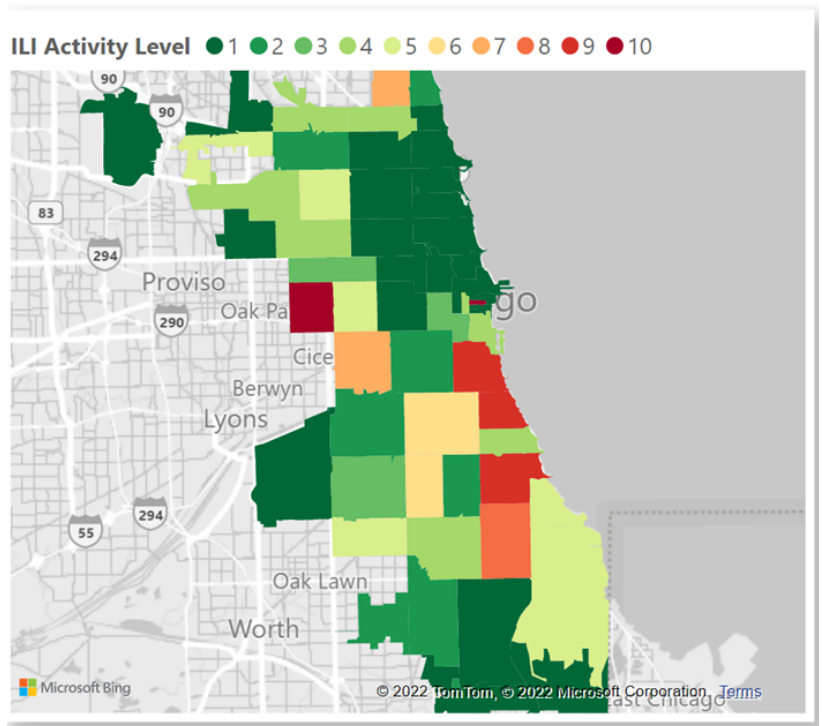 ILI Activity Level 1 2 3 4 5 6 7 8 9 10
90
90
83
294
Proviso
Oak Pa
go
290
Cice
Berwyn
Lyons
294
55
Oak Lawn
Worth
Microsoft Bing
© 2022 TomTom, © 2022 Microsoft Corporation Terms
East Chicago